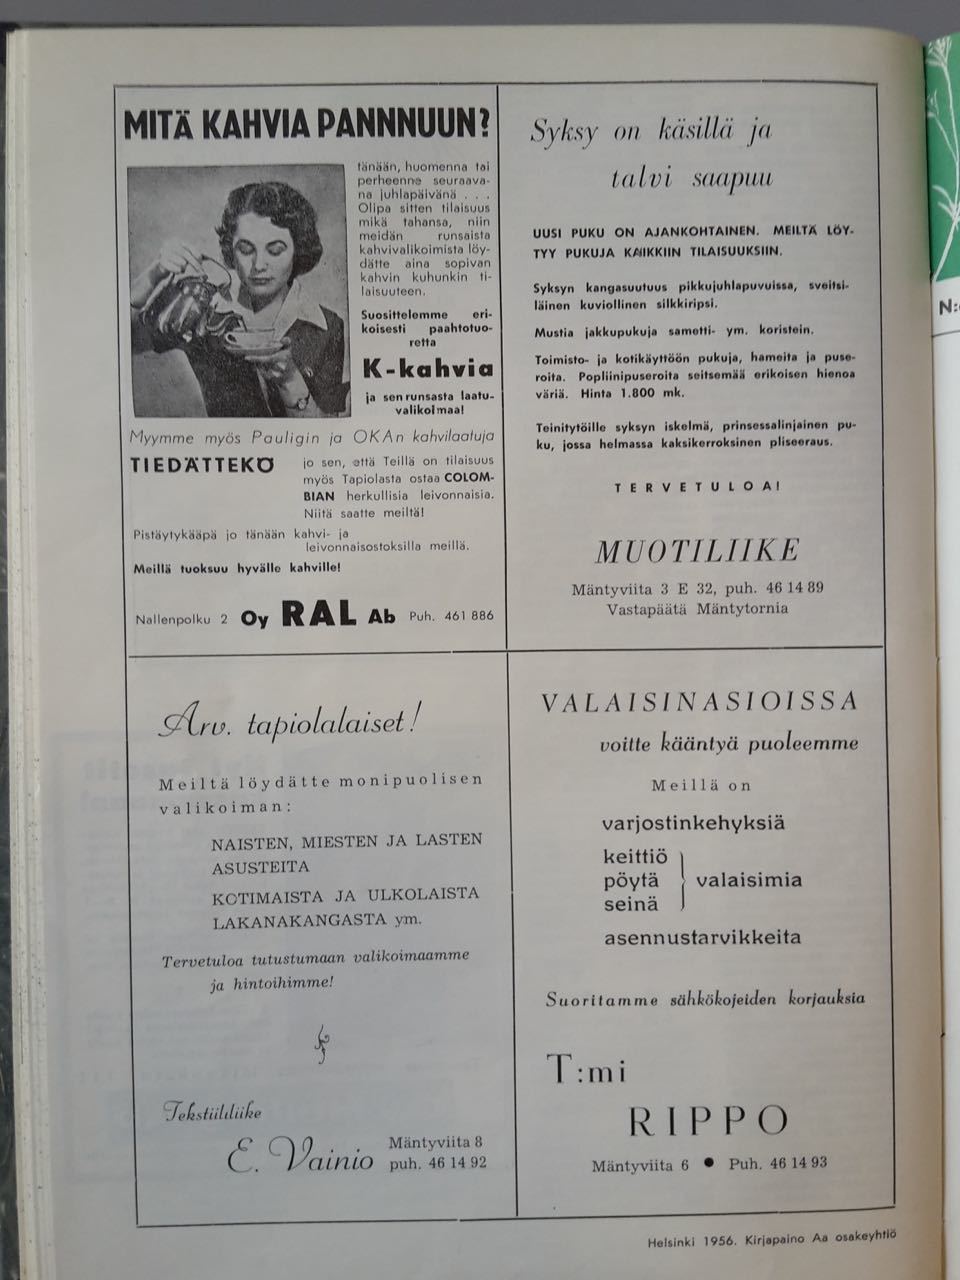 MITÄ KAHVIA PANNNUUN?
tänään, huomenna tai
perheenne seuraava-
na juhlapäivänä . . .
Olipa sitten tilaisuus
mikä tahansa, niin
meidän runsaista
kahvivalikoimista löy-
dätte aina sopivan
kahvin kuhunkin ti-
laisuuteen.
Suosittelemme eri-
koisesti paahtotuo-
retta
K-kahvia
ja sen runsasta laatu-
valikoimaa!
Myymme myös Pauligin ja OKAn kahvilaatuja
TIEDÄTTEKÖ
jo sen, että Teillä on tilaisuus
myös Tapiolasta ostaa COLOM-
BIAN herkullisia leivonnaisia.
Niitä saatte meiltä!
Pistäytykääpä jo tänään kahvi- ja
leivonnaisostoksilla meillä.
Meillä tuoksuu hyvälle kahville!
Nallenpolku 2 Oy RAL Ab Puh. 461 886
Syksy on käsillä ja
talvi saapuu
UUSI PUKU ON AJANKOHTAINEN. MEILTÄ LÖY-
TYY PUKUJA KAIKKIIN TILAISUUKSIIN.
Syksyn kangasuutuus pikkujuhlapuvuissa, sveitsi-
läinen kuviollinen silkkiripsi.
Mustia jakkupukuja sametti- ym. koristein.
Toimisto- ja kotikäyttöön pukuja, hameita ja puse-
roita. Popliinipuseroita seitsemää erikoisen hienoa
väriä. Hinta 1.800 mk.
Teinitytöille syksyn iskelmä, prinsessalinjainen pu-
ku, jossa helmassa kaksikerroksinen pliseeraus.
TERVETULOA!
MUOTILIIKE
Mäntyviita 3 E 32, puh. 46 14 89
Vastapäätä Mäntytornia
Arv. tapiolalaiset!
Meiltä löydätte monipuolisen
valikoiman:
NAISTEN, MIESTEN JA LASTEN
ASUSTEITA
KOTIMAISTA JA ULKOLAISTA
LAKANAKANGASTA ym.
Tervetuloa tutustumaan valikoimaamme
ja hintoihimme!
Tekstiililiike
E. Vainio
Mäntyviita 8
puh. 46 14 92
VALAISINASIOISSA
voitte kääntyä puoleemme
Meillä on
varjostinkehyksiä
keittiö
pöytä } valaisimia
seinä
asennustarvikkeita
Suoritamme sähkökojeiden korjauksia
T:mi
RIPPO
Mäntyviita 6 ● Puh. 46 14 93
Helsinki 1956. Kirjapaino Aa osakeyhtiö